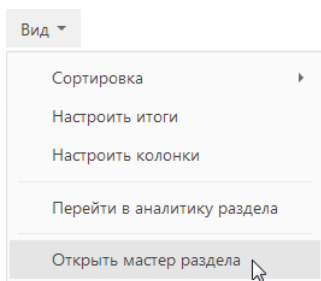 Вид
Сортировка
Настроить итоги
Настроить колонки
Перейти в аналитику раздела
Открыть мастер раздела